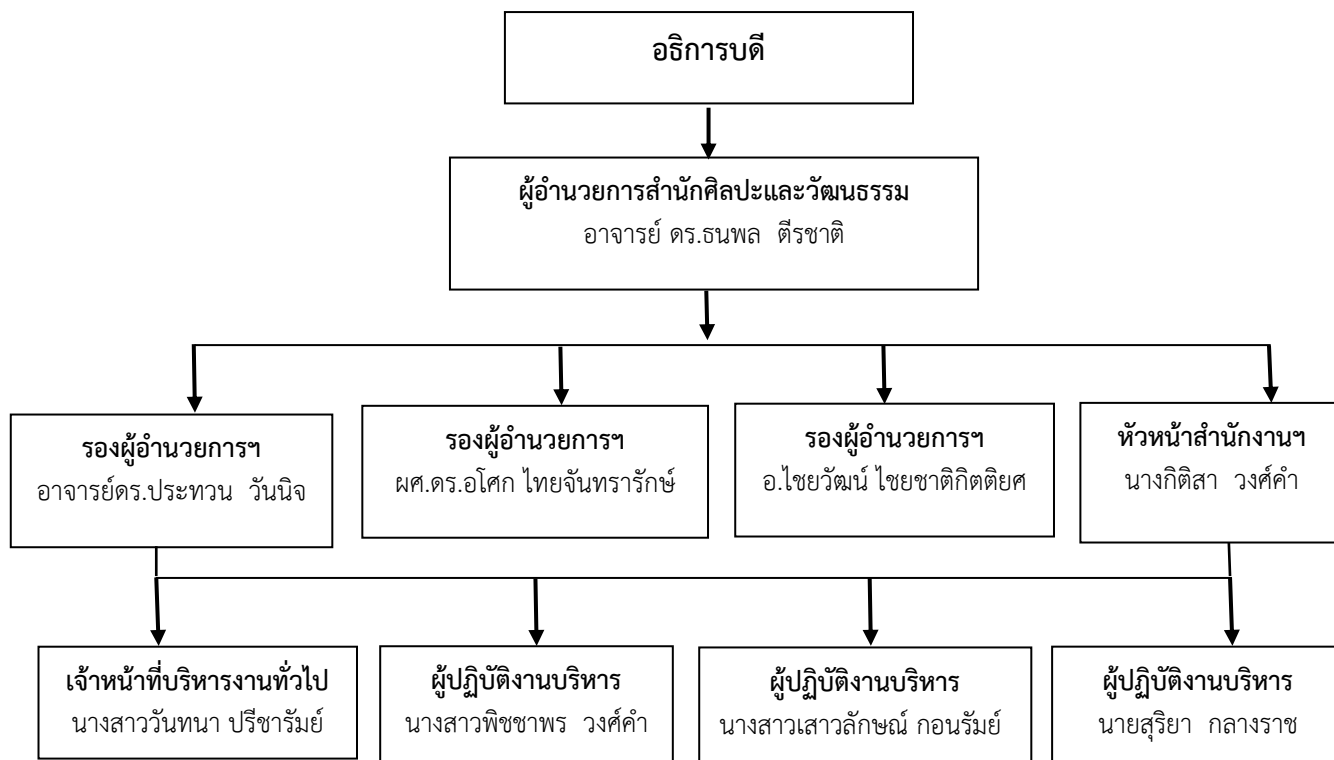 อธิการบดี
ผู้อำนวยการสำนักศิลปะและวัฒนธรรม
อาจารย์ ดร.ธนพล ตีรชาติ
รองผู้อำนวยการฯ
อาจารย์ดร.ประทวน วันนิจ
รองผู้อำนวยการฯ
ผศ.ดร.อโศก ไทยจันทรารักษ์
รองผู้อำนวยการฯ
อ.ไชยวัฒน์ ไชยชาติกิตติยศ
หัวหน้าสำนักงานฯ
นางกิติสา วงศ์คำ
เจ้าหน้าที่บริหารงานทั่วไป
นางสาววันทนา ปรีชารัมย์
ผู้ปฏิบัติงานบริหาร
นางสาวพิชชาพร วงศ์คำ
ผู้ปฏิบัติงานบริหาร
นางสาวเสาวลักษณ์ กอนรัมย์
ผู้ปฏิบัติงานบริหาร
นายสุริยา กลางราช